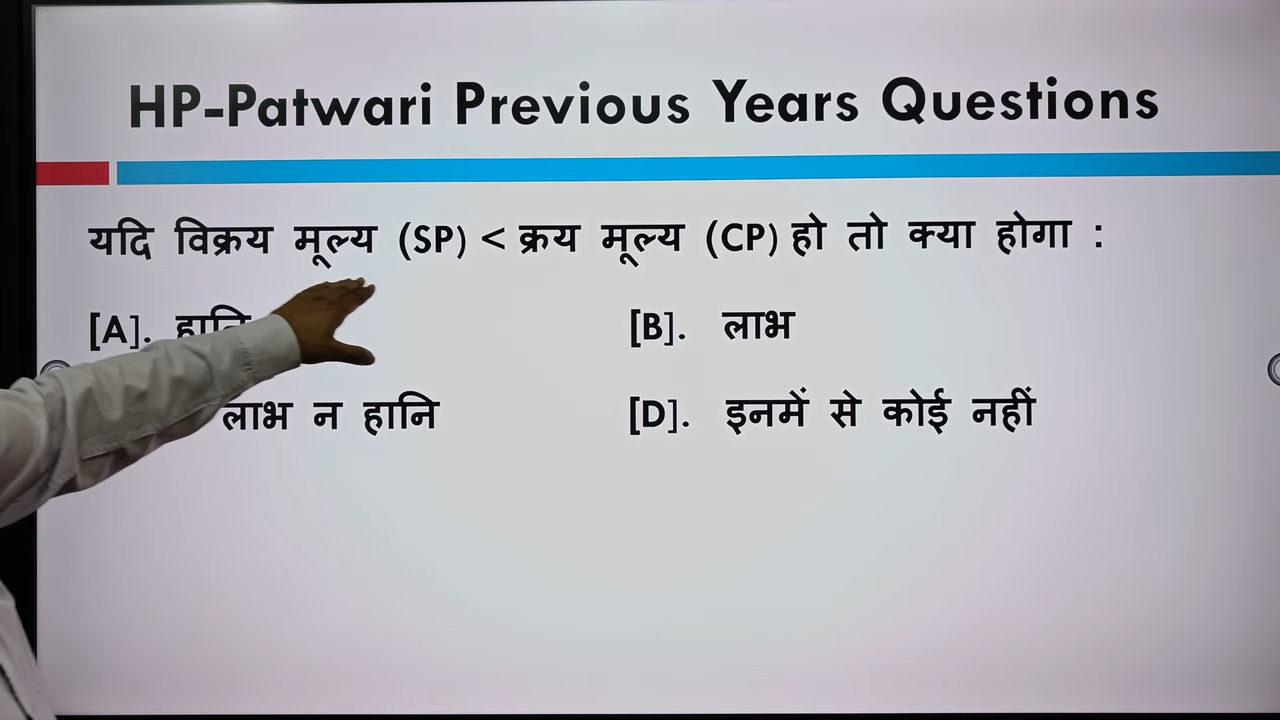 HP-Patwari Previous Years Questions
यदि विक्रय मूल्य (SP) < क्रय मूल्य (CP) हो तो क्या होगा :
[A]. हानि [B]. लाभ
लाभ न हानि [D]. इनमें से कोई नहीं